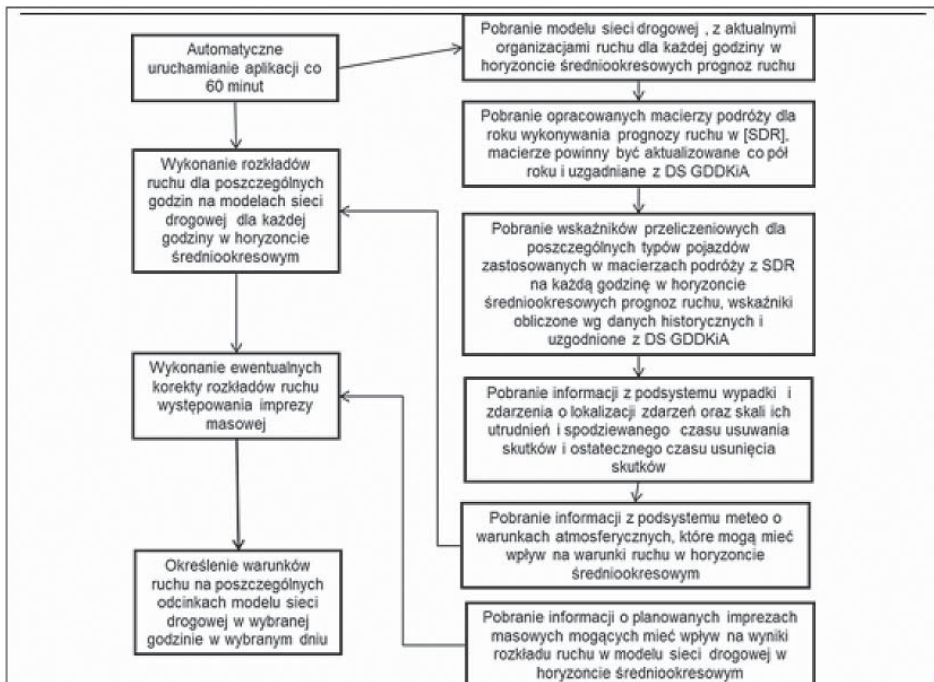 Automatyczne
uruchamianie aplikacji co
60 minut
Wykonanie rozkładów
ruchu dla poszczególnych
godzin na modelach sieci
drogowej dla każdej
godziny w horyzoncie
średniookresowym
Wykonanie ewentualnych
korekty rozkładów ruchu
występowania imprezy
masowej
Określenie warunków
ruchu na poszczególnych
odcinkach modelu sieci
drogowej w wybranej
godzinie w wybranym dniu
Pobranie modelu sieci drogowej , z aktualnymi
organizacjami ruchu dla każdej godziny w
horyzoncie średniookresowych prognoz ruchu
Pobranie opracowanych macierzy podróży dla
roku wykonywania prognozy ruchu w [SDR],
macierze powinny być aktualizowane co pół
roku i uzgadniane z DS GDDKiA
Pobranie wskaźników przeliczeniowych dla
poszczególnych typów pojazdów
zastosowanych w macierzach podróży z SDR
na każdą godzinę w horyzoncie
średniookresowych prognoz ruchu, wskaźniki
obliczone wg danych historycznych i
uzgodnione z DS GDDKiA
Pobranie informacji z podsystemu wypadki i
zdarzenia o lokalizacji zdarzeń oraz skali ich
utrudnień i spodziewanego czasu usuwania
skutków i ostatecznego czasu usunięcia
skutków
Pobranie informacji z podsystemu meteo o
warunkach atmosferycznych, które mogą mieć
wpływ na warunki ruchu w horyzoncie
średniookresowym
Pobranie informacji o planowanych imprezach
masowych mogących mieć wpływ na wyniki
rozkładu ruchu w modelu sieci drogowej w
horyzoncie średniookresowym